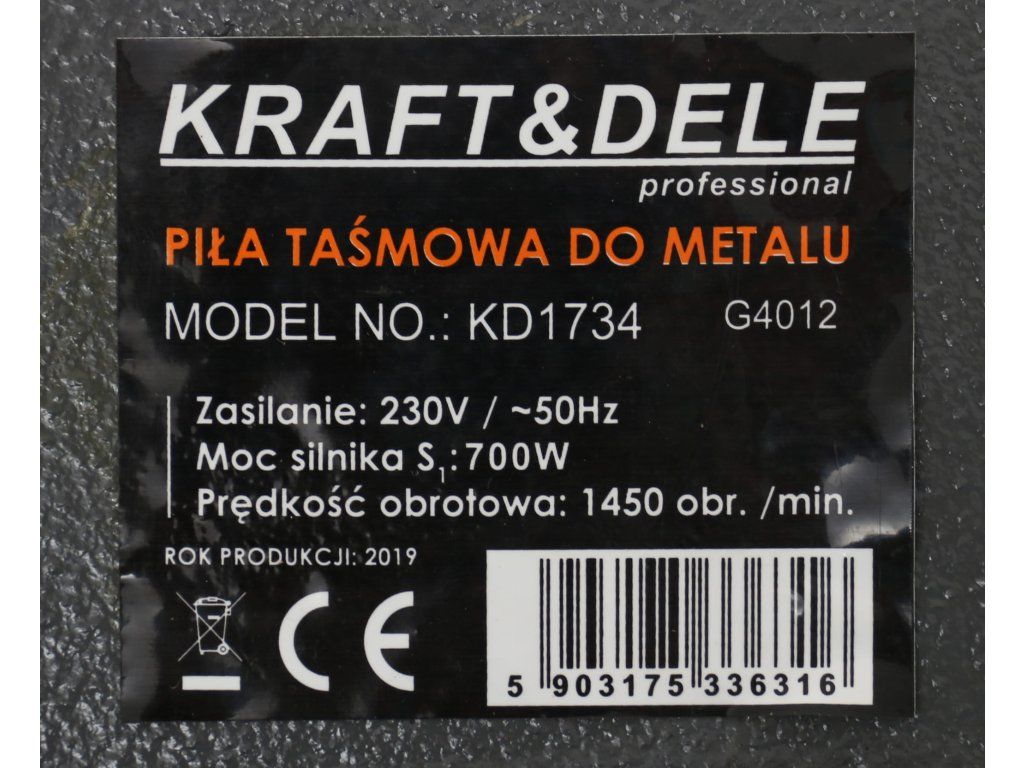 KRAFT&DELE
professional
PIŁA TAŚMOWA DO METALU
MODEL NO.: KD1734 G4012
Zasilanie: 230V / ~50Hz
Moc silnika S1:700W
Prędkość obrotowa: 1450 obr. /min.
ROK PRODUKCJI: 2019
CE
5 903175 336316